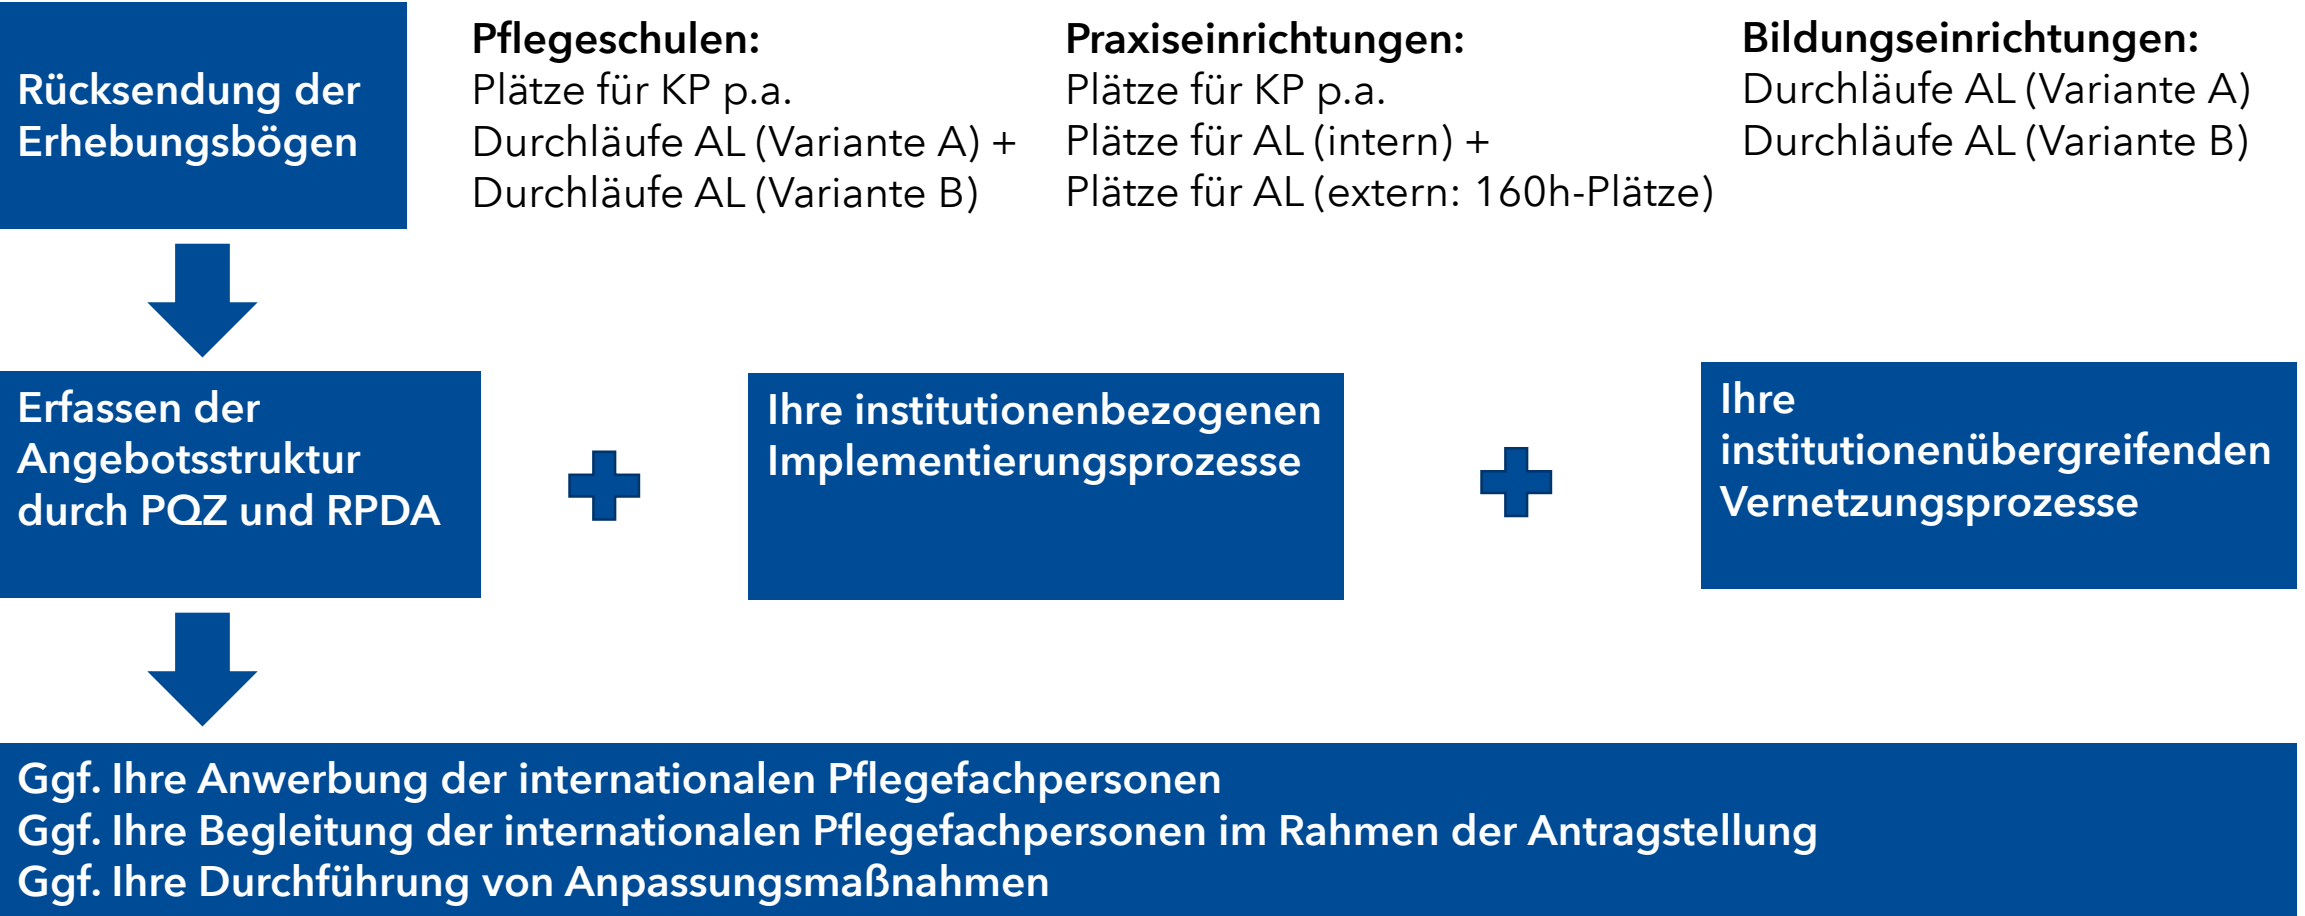 Rücksendung der
Erhebungsbögen
Pflegeschulen:
Plätze für KP p.a.
Durchläufe AL (Variante A) +
Durchläufe AL (Variante B)
Praxiseinrichtungen:
Plätze für KP p.a.
Plätze für AL (intern) +
Plätze für AL (extern: 160h-Plätze)
Bildungseinrichtungen:
Durchläufe AL (Variante A)
Durchläufe AL (Variante B)
Erfassen der
Angebotsstruktur
durch PQZ und RPDA
Ihre institutionenbezogenen
Implementierungsprozesse
Ihre
institutionenübergreifenden
Vernetzungsprozesse
Ggf. Ihre Anwerbung der internationalen Pflegefachpersonen
Ggf. Ihre Begleitung der internationalen Pflegefachpersonen im Rahmen der Antragstellung
Ggf. Ihre Durchführung von Anpassungsmaßnahmen